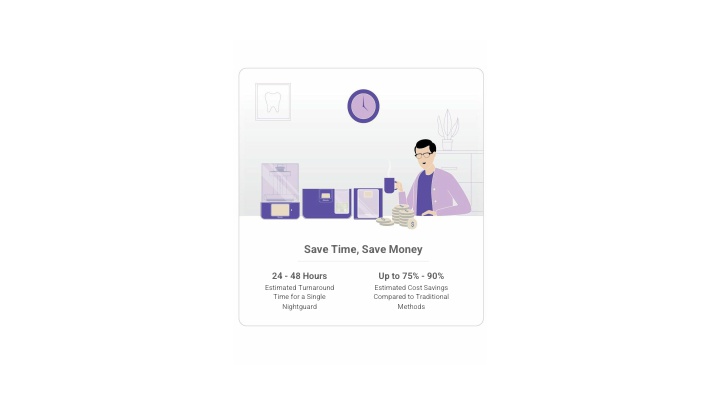 Save Time, Save Money
24 - 48 Hours
Estimated Turnaround
Time for a Single
Nightguard
Up to 75% - 90%
Estimated Cost Savings
Compared to Traditional
Methods